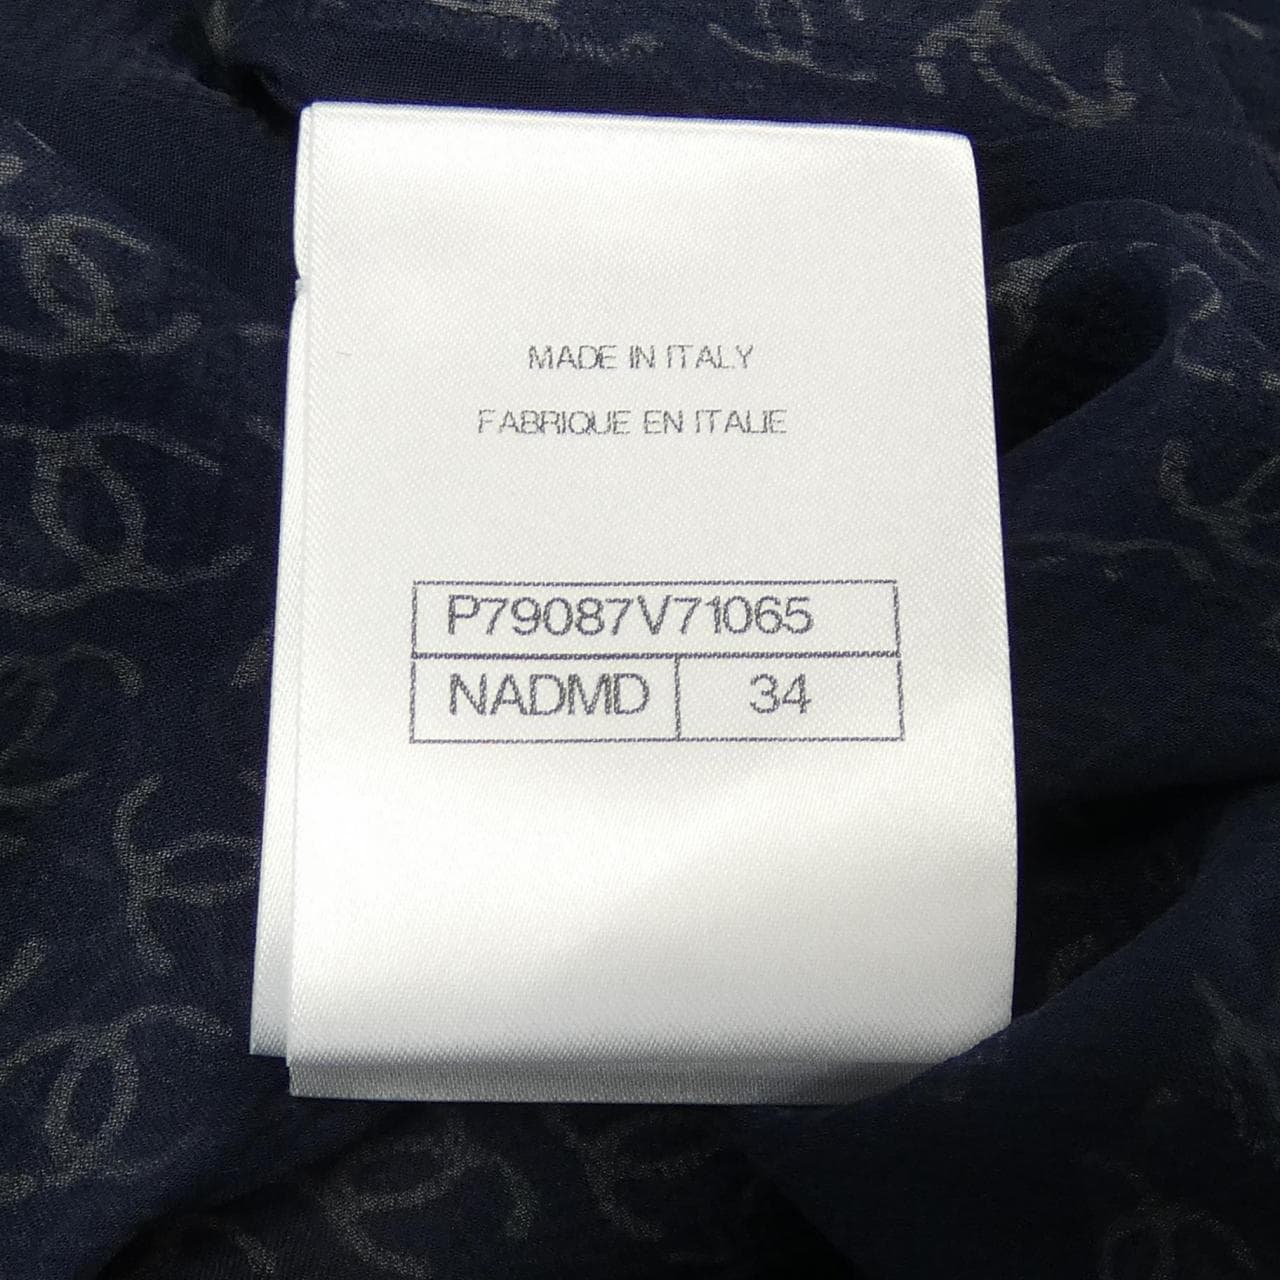 MADE IN ITALY
FABRIQUE EN ITALIE
P79087V71065
NADMD 34